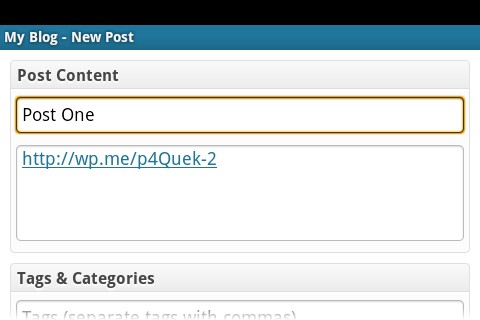 My Blog - New Post
Post Content
Post One
http://wp.me/p4Quek-2
Tags & Categories
Tags (separate tags with commas)